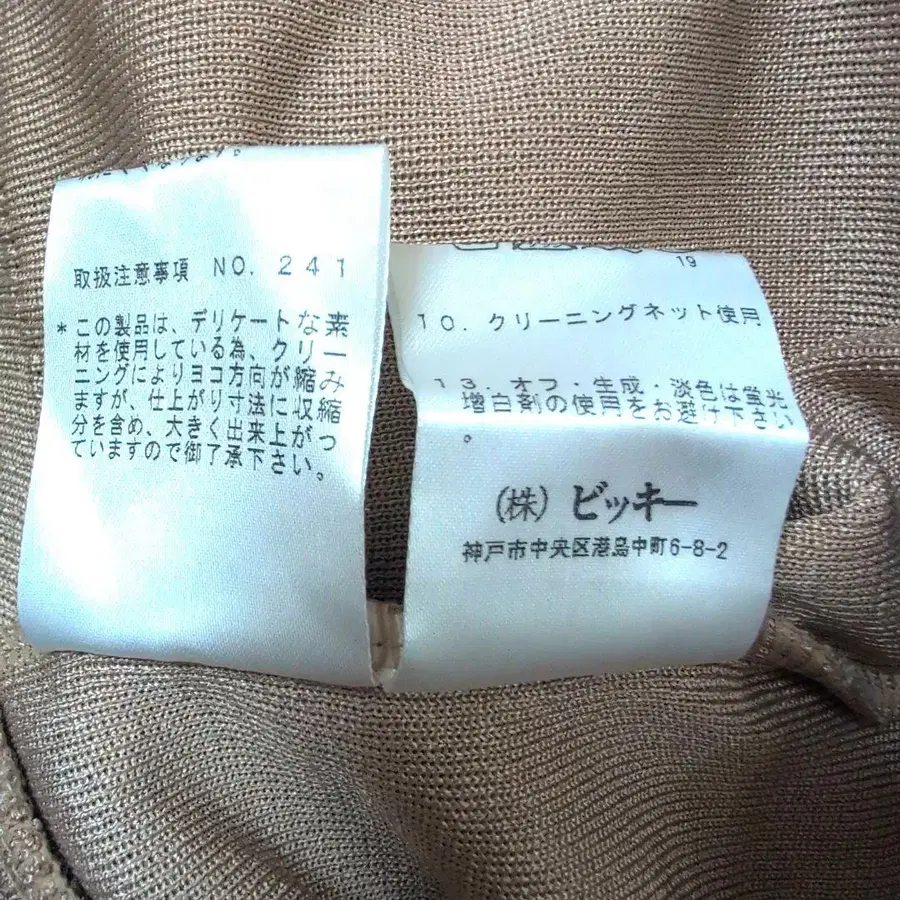 なります。
取扱注意事項 NO. 241
*この製品は、デリケートな素
材を使用している為、クリー
ニングによりヨコ方向が縮み
ますが、仕上がり寸法に収縮
分を含め、大きく出来上がっ
ていますので御了承下さい。
19
10. クリーニングネット使用
13. オフ・生成・淡色は蛍光
増白剤の使用をお避け下さい
。
(株) ビッキー
神戸市中央区港島中町6-8-2